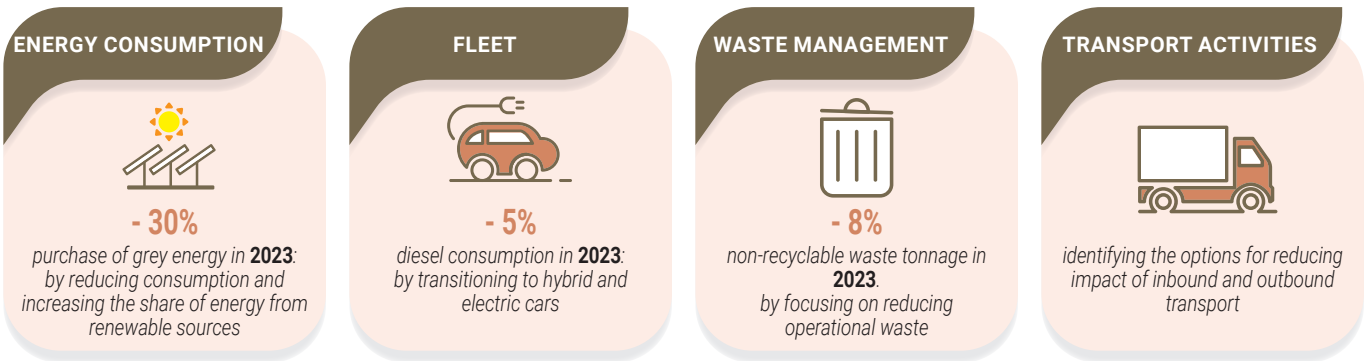 ENERGY CONSUMPTION
- 30%
purchase of grey energy in 2023:
by reducing consumption and
increasing the share of energy from
renewable sources
FLEET
- 5%
diesel consumption in 2023:
by transitioning to hybrid and
electric cars
WASTE MANAGEMENT
- 8%
non-recyclable waste tonnage in
2023.
by focusing on reducing
operational waste
TRANSPORT ACTIVITIES
identifying the options for reducing
impact of inbound and outbound
transport